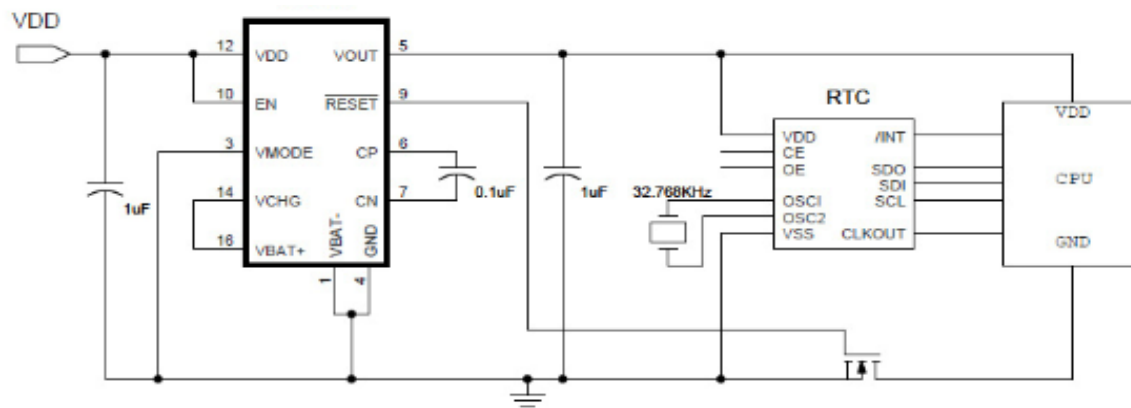 VDD
12
VDD
VOUT
5
10
EN
RESET
9
3
VMODE
CP
6
14
VCHG
CN
7
16
VBAT+
VBAT-
GND
1
4
1uF
0.1uF
1uF
32.768KHz
RTC
VDD
/INT
CE
OE
SDO
SDI
OSC1
SCL
OSC2
VSS
CLKOUT
VDD
CPU
GND